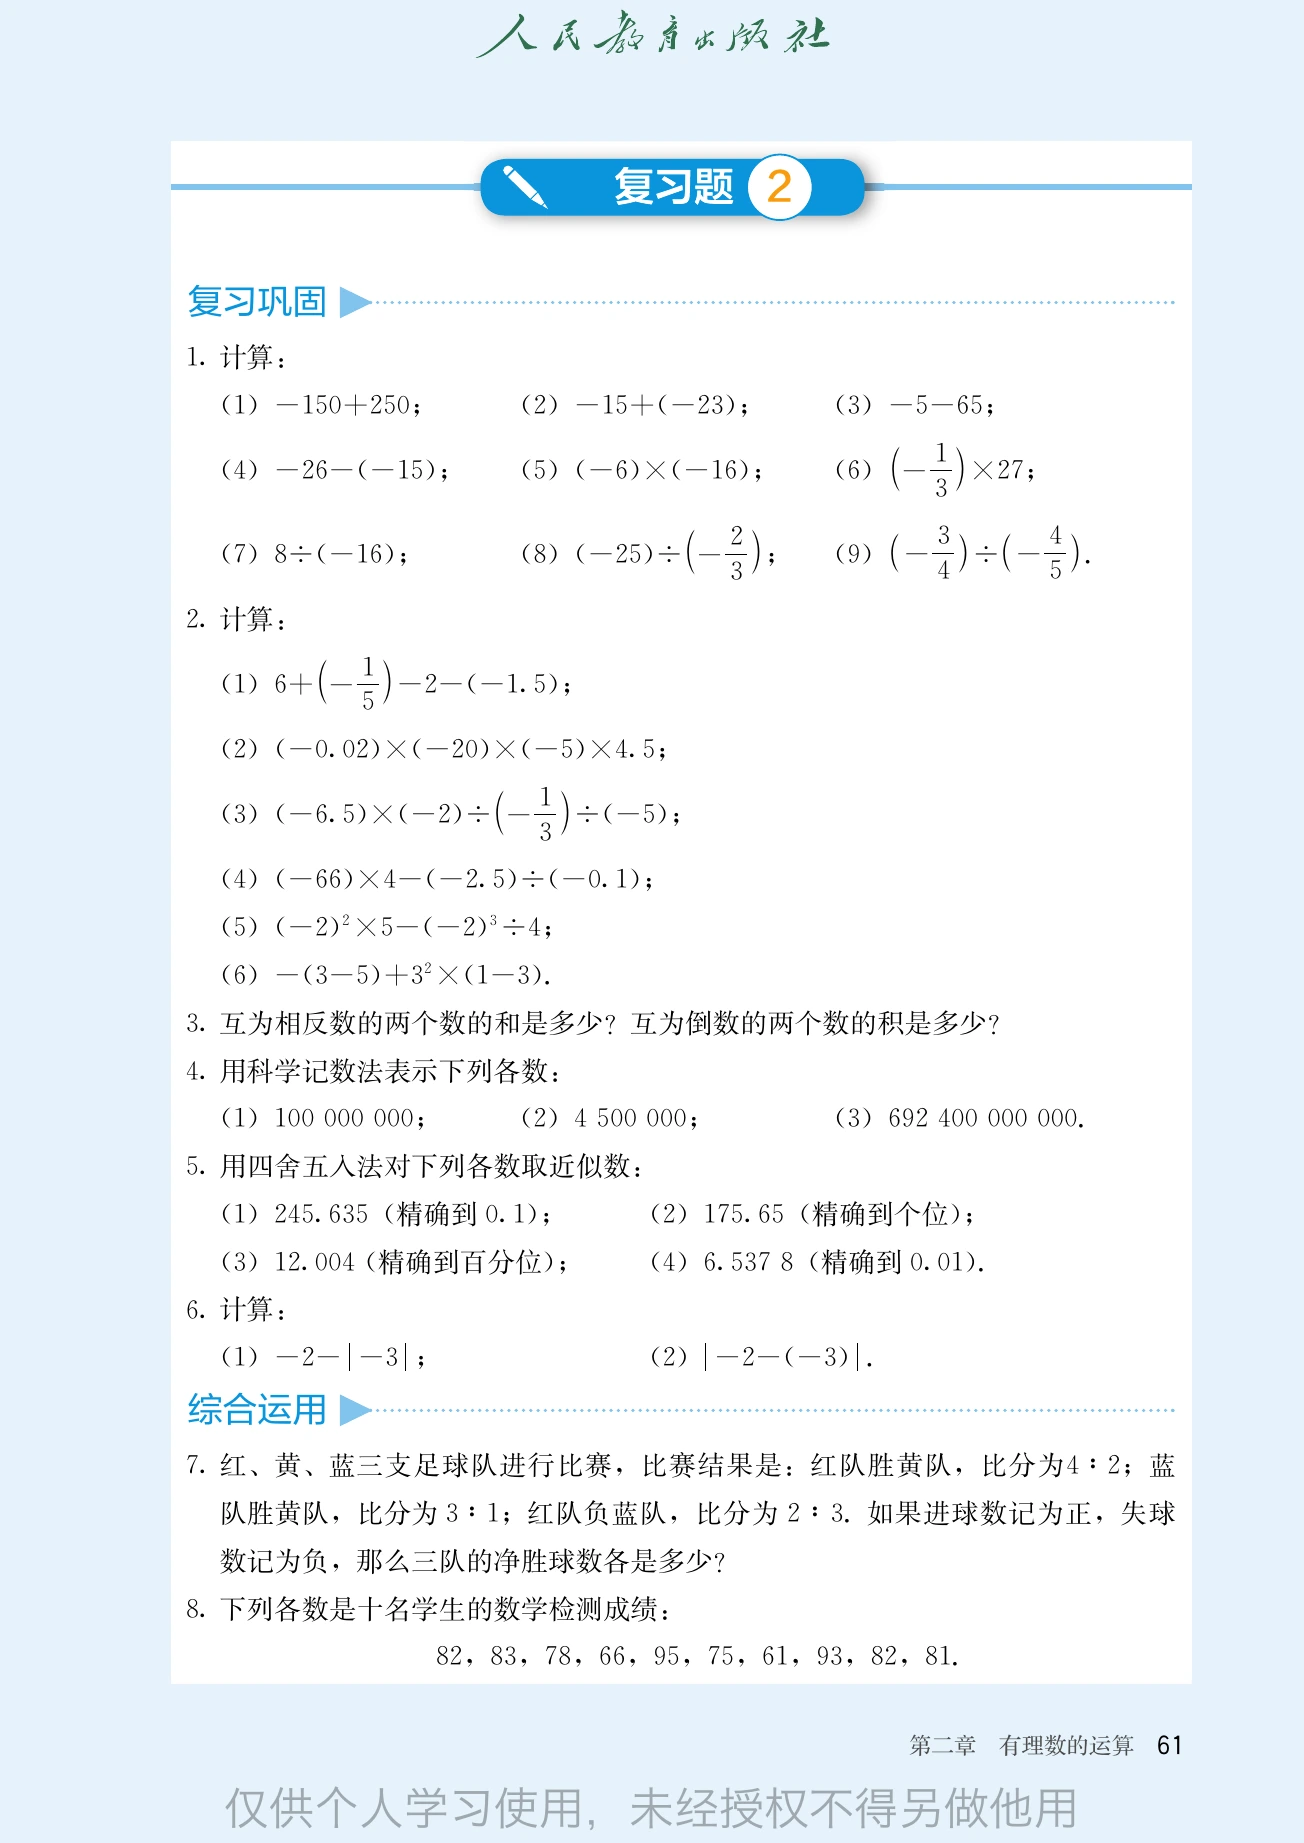 人民教育出版社
复习题 2
复习巩固
1. 计算：
（1）－150＋250； （2）－15＋(－23)； （3）－5－65；
（4）－26－(－15)； （5）(－6)×(－16)； （6）(－1/3)×27；
（7）8÷(－16)； （8）(－25)÷(－2/3)； （9）(－3/4)÷(－4/5).
2. 计算：
（1）6＋(－1/5)－2－(－1.5)；
（2）(－0.02)×(－20)×(－5)×4.5；
（3）(－6.5)×(－2)÷(－1/3)÷(－5)；
（4）(－66)×4－(－2.5)÷(－0.1)；
（5）(－2)²×5－(－2)³÷4；
（6）－(3－5)＋3²×(1－3).
3. 互为相反数的两个数的和是多少？互为倒数的两个数的积是多少？
4. 用科学记数法表示下列各数：
（1）100 000 000； （2）4 500 000； （3）692 400 000 000.
5. 用四舍五入法对下列各数取近似数：
（1）245.635（精确到 0.1）； （2）175.65（精确到个位）；
（3）12.004（精确到百分位）； （4）6.537 8（精确到 0.01）.
6. 计算：
（1）－2－|－3|； （2）|－2－(－3)|.
综合运用
7. 红、黄、蓝三支足球队进行比赛，比赛结果是：红队胜黄队，比分为4∶2；蓝
队胜黄队，比分为 3∶1；红队负蓝队，比分为 2∶3. 如果进球数记为正，失球
数记为负，那么三队的净胜球数各是多少？
8. 下列各数是十名学生的数学检测成绩：
82，83，78，66，95，75，61，93，82，81.
第二章 有理数的运算 61
仅供个人学习使用，未经授权不得另做他用